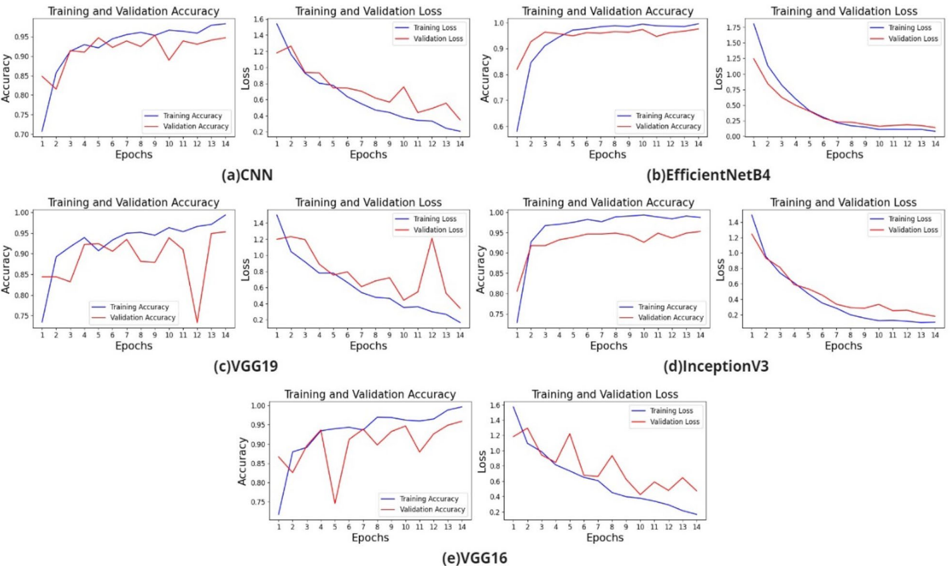 Training and Validation Accuracy
Accuracy
0.95
0.90
0.85
0.80
0.75
0.70
Training Accuracy
Validation Accuracy
1 2 3 4 5 6 7 8 9 10 11 12 13 14
Epochs
Training and Validation Loss
Loss
1.6
1.4
1.2
1.0
0.8
0.6
0.4
0.2
Training Loss
Validation Loss
1 2 3 4 5 6 7 8 9 10 11 12 13 14
Epochs
(a)CNN
Training and Validation Accuracy
Accuracy
1.0
0.9
0.8
0.7
0.6
Training Accuracy
Validation Accuracy
1 2 3 4 5 6 7 8 9 10 11 12 13 14
Epochs
Training and Validation Loss
Loss
1.75
1.50
1.25
1.00
0.75
0.50
0.25
0.00
Training Loss
Validation Loss
1 2 3 4 5 6 7 8 9 10 11 12 13 14
Epochs
(b)EfficientNetB4
Training and Validation Accuracy
Accuracy
1.00
0.95
0.90
0.85
0.80
0.75
Training Accuracy
Validation Accuracy
1 2 3 4 5 6 7 8 9 10 11 12 13 14
Epochs
Training and Validation Loss
Loss
1.4
1.2
1.0
0.8
0.6
0.4
0.2
Training Loss
Validation Loss
1 2 3 4 5 6 7 8 9 10 11 12 13 14
Epochs
(c)VGG19
Training and Validation Accuracy
Accuracy
1.00
0.95
0.90
0.85
0.80
0.75
Training Accuracy
Validation Accuracy
1 2 3 4 5 6 7 8 9 10 11 12 13 14
Epochs
Training and Validation Loss
Loss
1.4
1.2
1.0
0.8
0.6
0.4
0.2
Training Loss
Validation Loss
1 2 3 4 5 6 7 8 9 10 11 12 13 14
Epochs
(d)InceptionV3
Training and Validation Accuracy
Accuracy
1.00
0.95
0.90
0.85
0.80
0.75
Training Accuracy
Validation Accuracy
1 2 3 4 5 6 7 8 9 10 11 12 13 14
Epochs
Training and Validation Loss
Loss
1.6
1.4
1.2
1.0
0.8
0.6
0.4
0.2
Training Loss
Validation Loss
1 2 3 4 5 6 7 8 9 10 11 12 13 14
Epochs
(e)VGG16